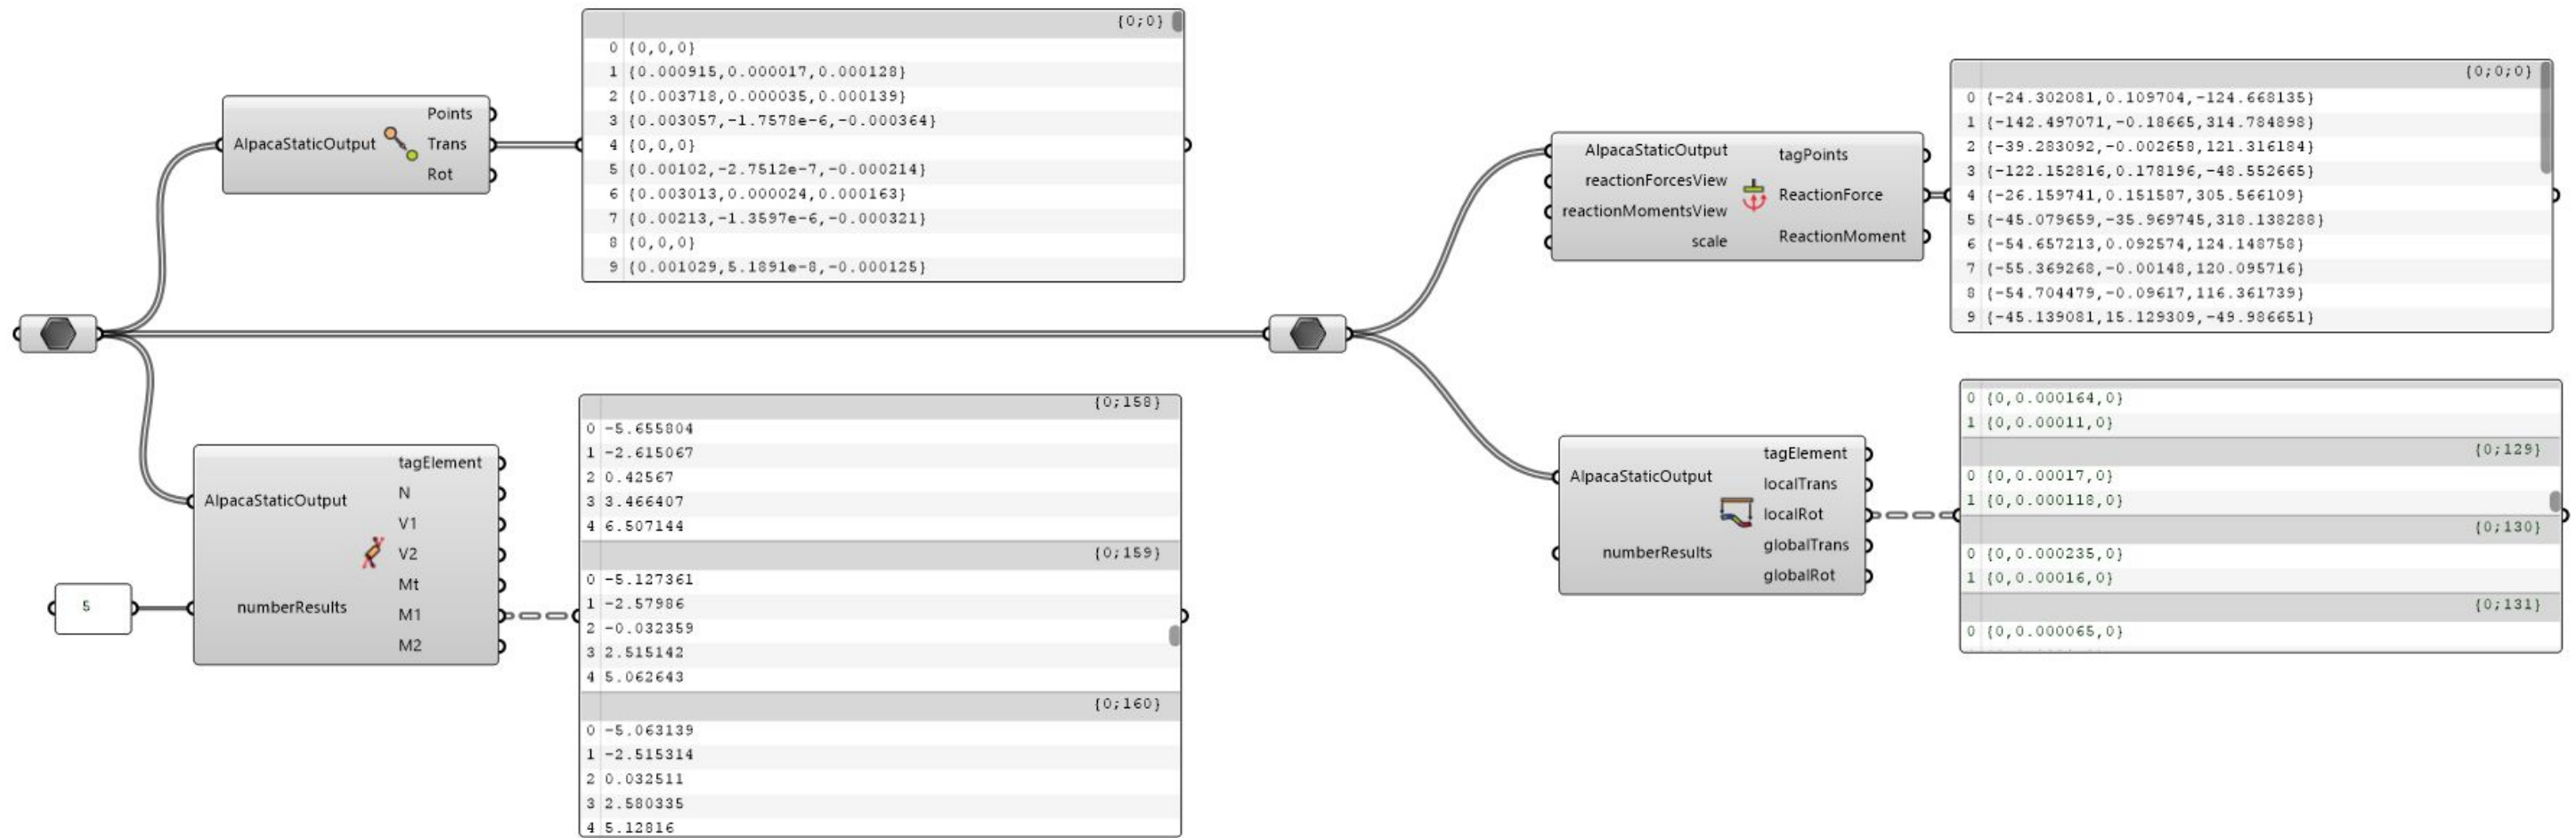 {0;0}
0 {0,0,0}
1 {0.000915,0.000017,0.000128}
2 {0.003718,0.000035,0.000139}
3 {0.003057,-1.7578e-6,-0.000364}
4 {0,0,0}
5 {0.00102,-2.7512e-7,-0.000214}
6 {0.003013,0.000024,0.000163}
7 {0.00213,-1.3597e-6,-0.000321}
8 {0,0,0}
9 {0.001029,5.1891e-8,-0.000125}
AlpacaStaticOutput
Points
Trans
Rot
AlpacaStaticOutput
numberResults
tagElement
N
V1
V2
Mt
M1
M2
5
{0;158}
0 -5.655804
1 -2.615067
2 0.42567
3 3.466407
4 6.507144
{0;159}
0 -5.127361
1 -2.57986
2 -0.032359
3 2.515142
4 5.062643
{0;160}
0 -5.063139
1 -2.515314
2 0.032511
3 2.580335
4 5.12816
AlpacaStaticOutput
reactionForcesView
reactionMomentsView
scale
tagPoints
ReactionForce
ReactionMoment
{0;0;0}
0 {-24.302081,0.109704,-124.668135}
1 {-142.497071,-0.18665,314.784898}
2 {-39.283092,-0.002658,121.316184}
3 {-122.152816,0.178196,-48.552665}
4 {-26.159741,0.151587,305.566109}
5 {-45.079659,-35.969745,318.138288}
6 {-54.657213,0.092574,124.148758}
7 {-55.369268,-0.00148,120.095716}
8 {-54.704479,-0.09617,116.361739}
9 {-45.139081,15.129309,-49.986651}
AlpacaStaticOutput
numberResults
tagElement
localTrans
localRot
globalTrans
globalRot
0 {0,0.000164,0}
1 {0,0.00011,0}
{0;129}
0 {0,0.00017,0}
1 {0,0.000118,0}
{0;130}
0 {0,0.000235,0}
1 {0,0.00016,0}
{0;131}
0 {0,0.000065,0}